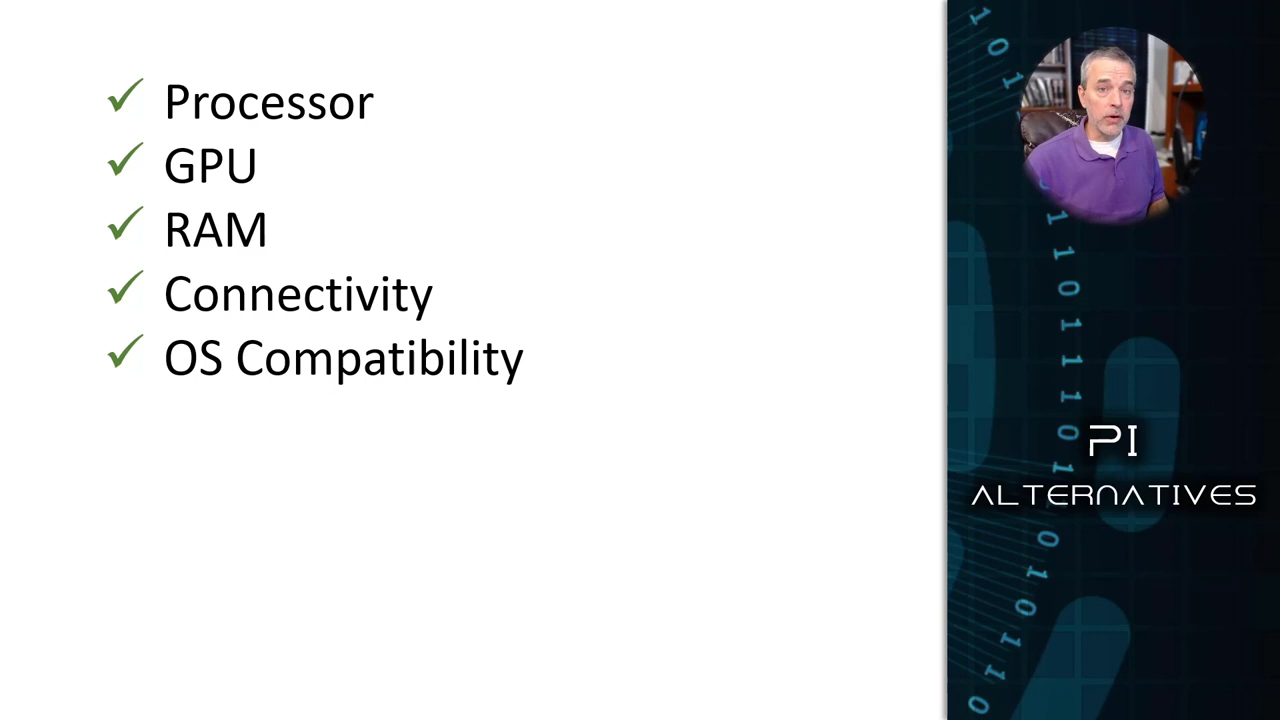 Processor
GPU
RAM
Connectivity
OS Compatibility
PI
ALTERNATIVES